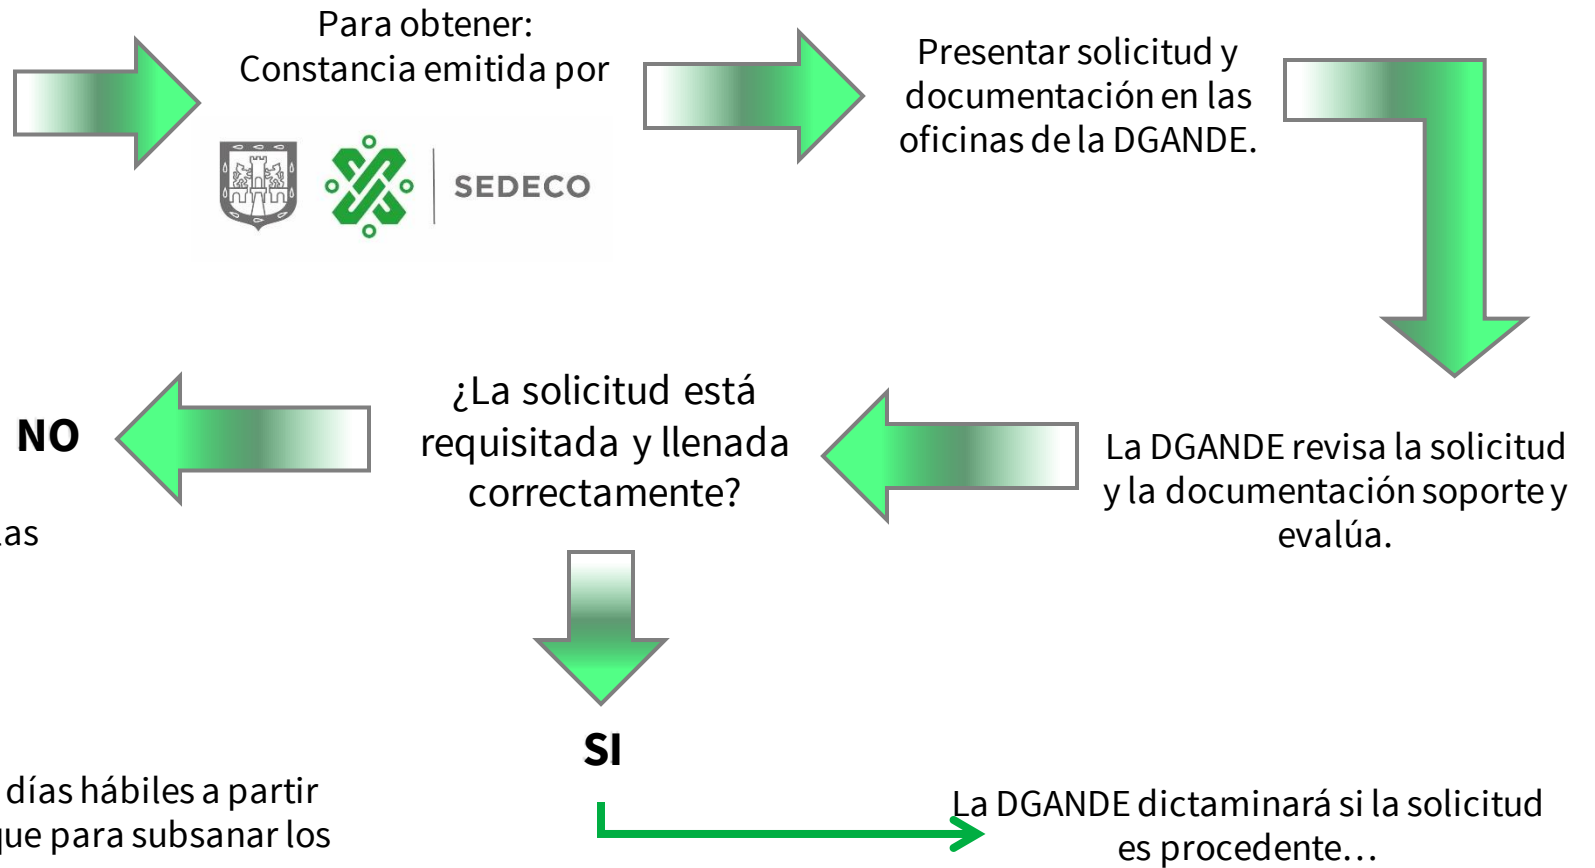 Para obtener:
Constancia emitida por
SEDECO
Presentar solicitud y
documentación en las
oficinas de la DGANDE.
La DGANDE revisa la solicitud
y la documentación soporte y
evalúa.
¿La solicitud está
requisitada y llenada
correctamente?
NO
las
SI
La DGANDE dictaminará si la solicitud
es procedente...
días hábiles a partir
que para subsanar los